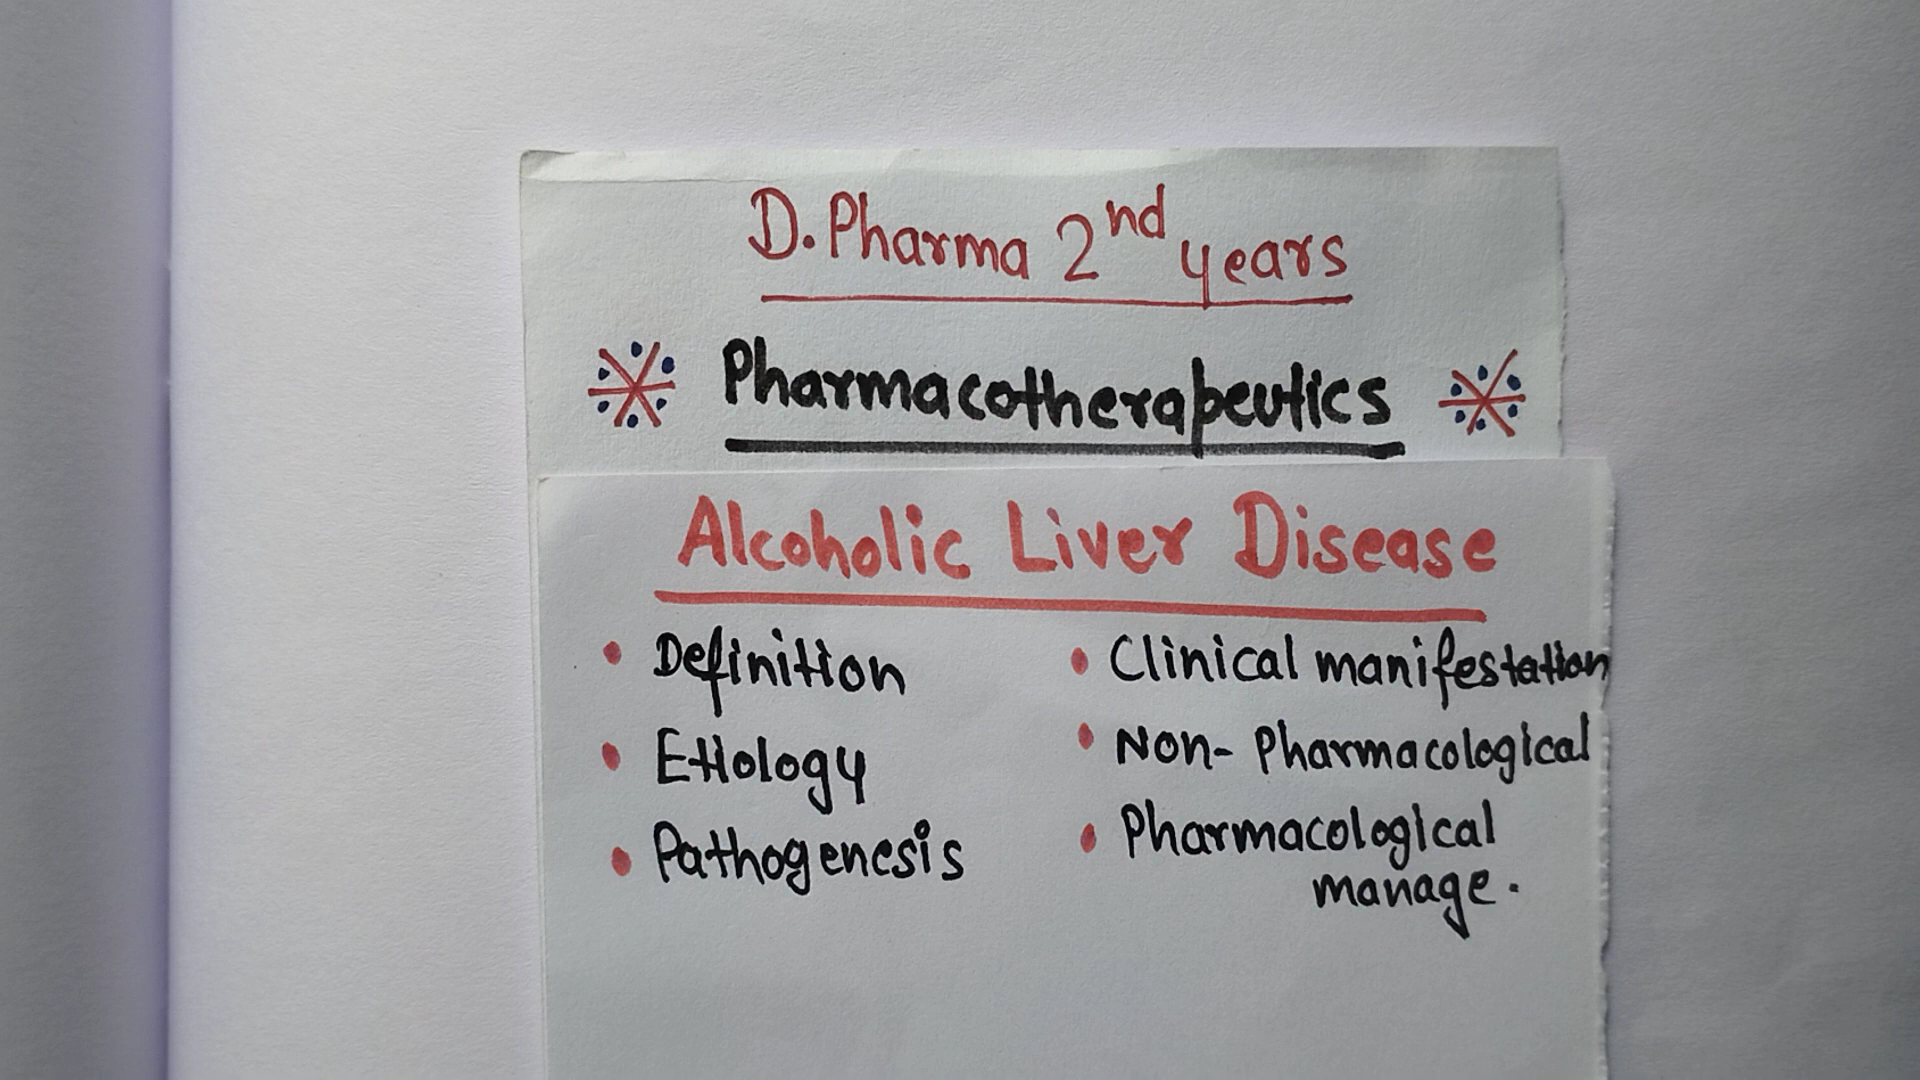 D. Pharma 2nd years
Pharmacotherapeutics
Alcoholic Liver Disease
• Definition
• Etiology
• Pathogenesis
• Clinical manifestation
• Non- Pharmacological
• Pharmacological
manage.